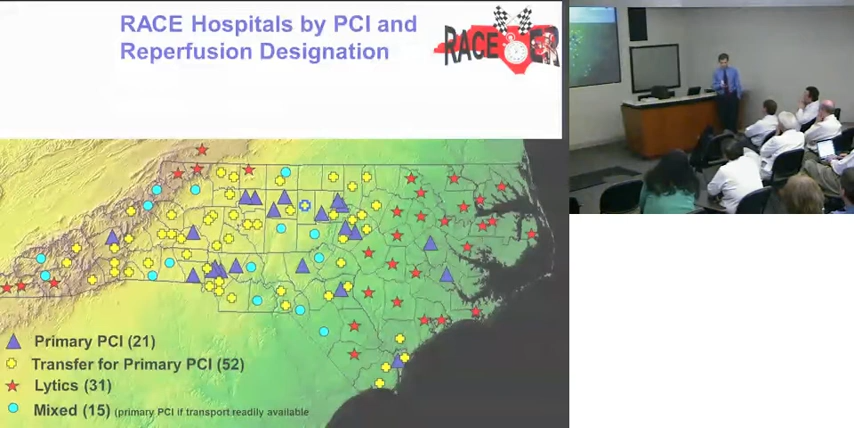 RACE Hospitals by PCI and
Reperfusion Designation
RACE ER
Primary PCI (21)
Transfer for Primary PCI (52)
Lytics (31)
Mixed (15) (primary PCI if transport readily available